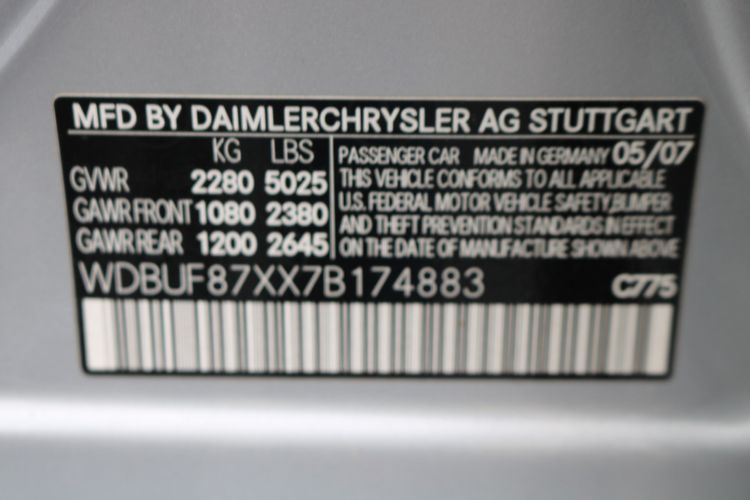 MFD BY DAIMLERCHRYSLER AG STUTTGART
KG LBS
GVWR 2280 5025
GAWR FRONT 1080 2380
GAWR REAR 1200 2645
PASSENGER CAR MADE IN GERMANY 05/07
THIS VEHICLE CONFORMS TO ALL APPLICABLE
U.S. FEDERAL MOTOR VEHICLE SAFETY,BUMPER
AND THEFT PREVENTION STANDARDS IN EFFECT
ON THE DATE OF MANUFACTURE SHOWN ABOVE
WDBUF87XX7B174883 C775